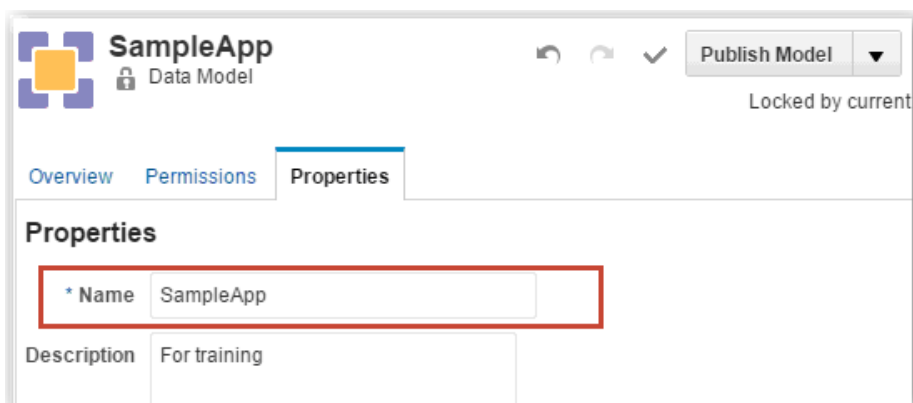 SampleApp
Data Model
Publish Model
Locked by current
Overview Permissions Properties
Properties
* Name SampleApp
Description For training